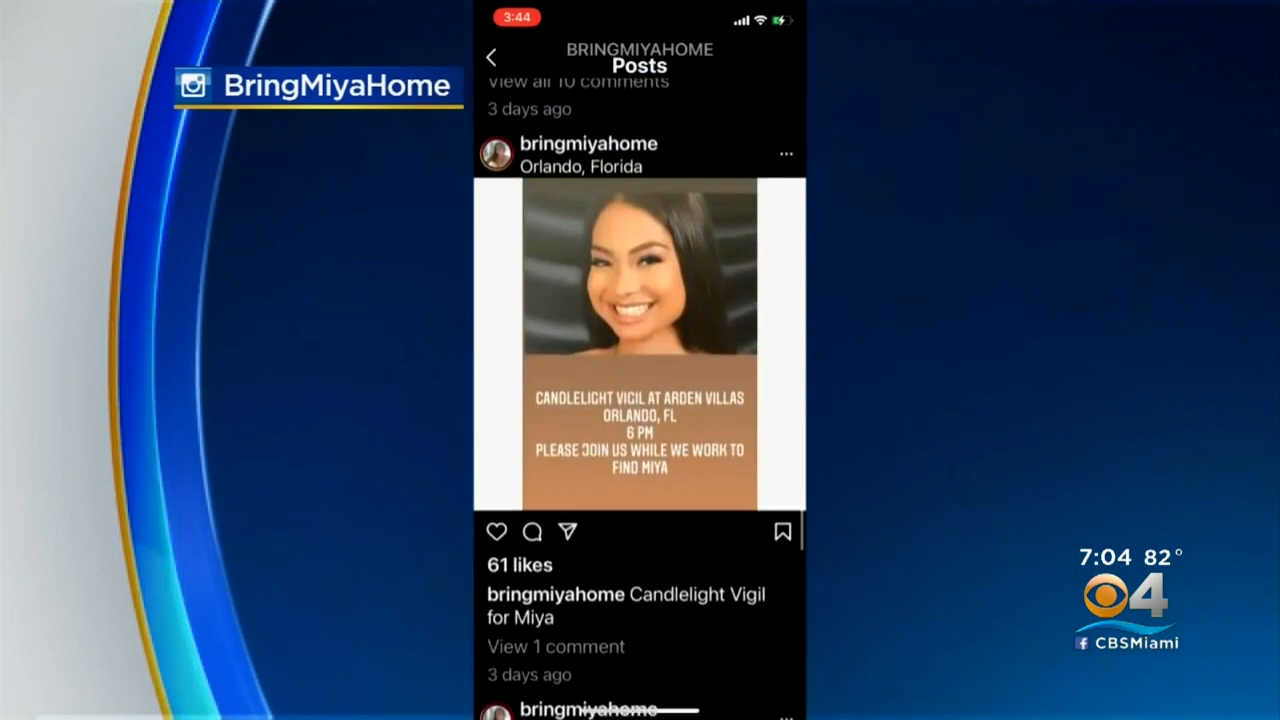 BringMiyaHome
3:44
BRINGMIYAHOME
Posts
View all 10 comments
3 days ago
bringmiyahome
Orlando, Florida
CANDLELIGHT VIGIL AT ARDEN VILLAS
ORLANDO, FL
6 PM
PLEASE JOIN US WHILE WE WORK TO
FIND MIYA
61 likes
bringmiyahome Candlelight Vigil
for Miya
View 1 comment
3 days ago
bringmiyahome
7:04 82°
4
CBSMiami